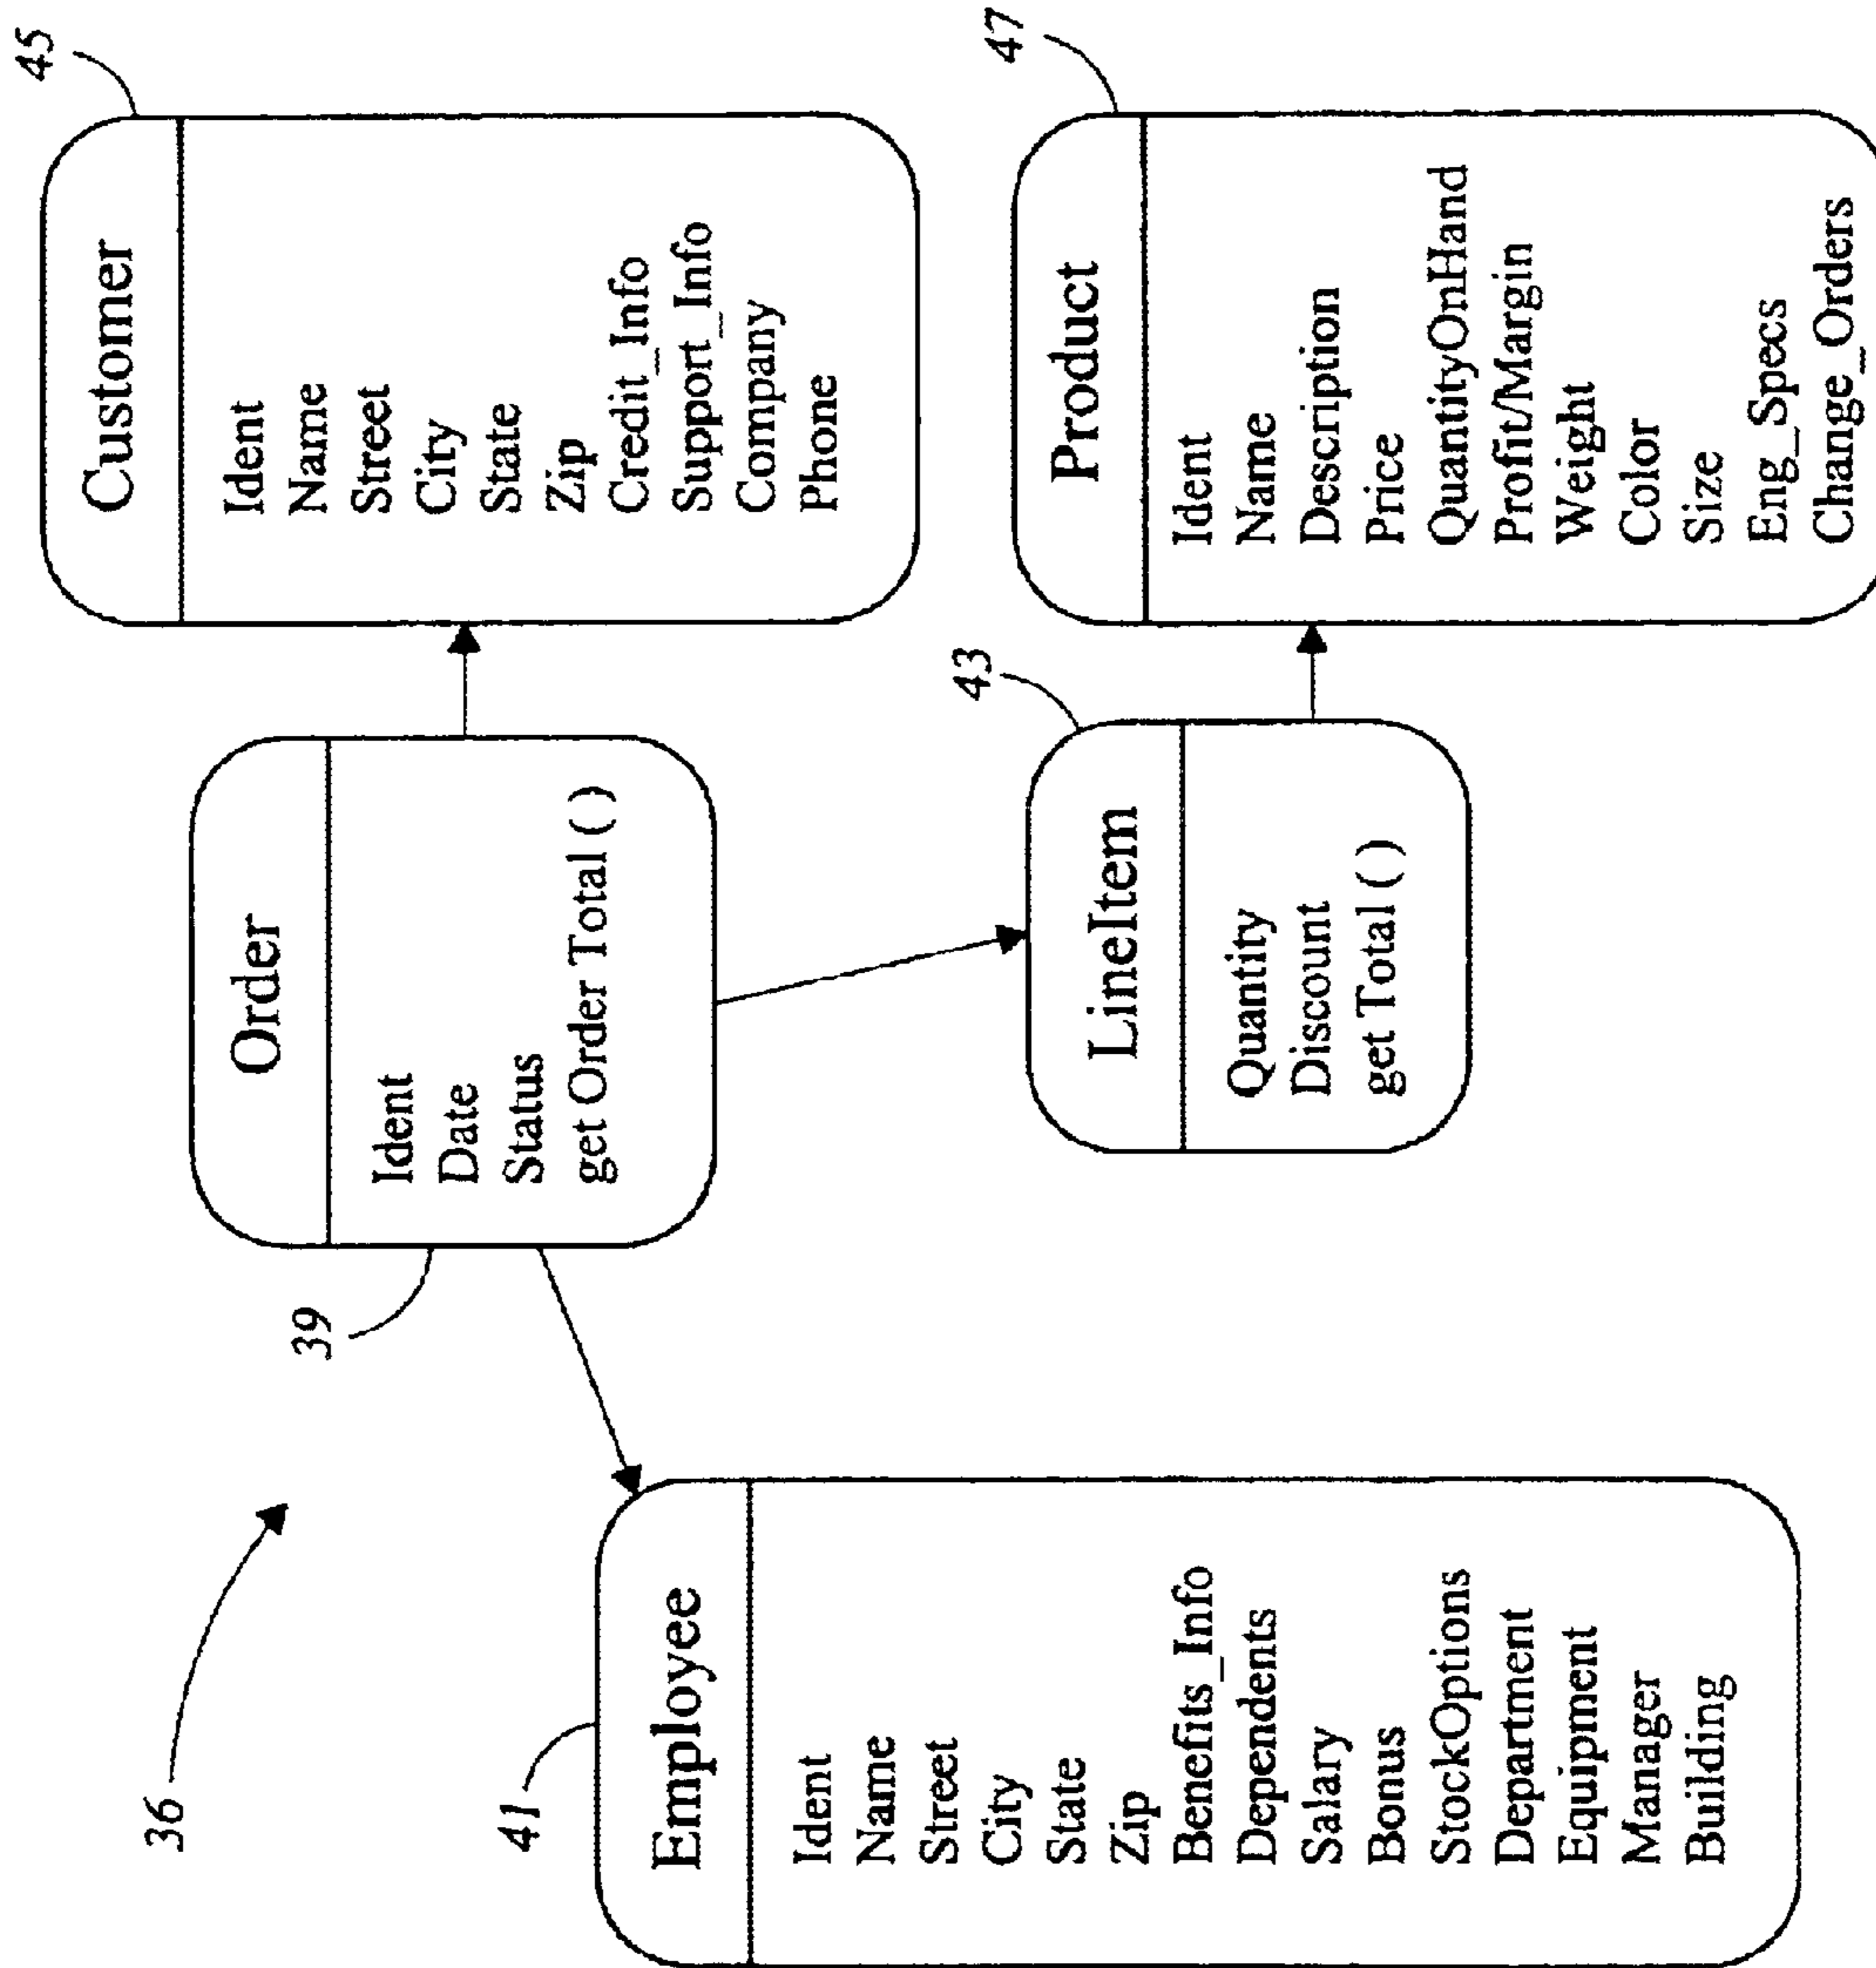 36
39
Order
Ident
Date
Status
get Order Total ( )
41
Employee
Ident
Name
Street
City
State
Zip
Benefits_Info
Dependents
Salary
Bonus
StockOptions
Department
Equipment
Manager
Building
45
Customer
Ident
Name
Street
City
State
Zip
Credit_Info
Support_Info
Company
Phone
43
LineItem
Quantity
Discount
get Total ( )
47
Product
Ident
Name
Description
Price
QuantityOnHand
Profit/Margin
Weight
Color
Size
Eng_Specs
Change_Orders